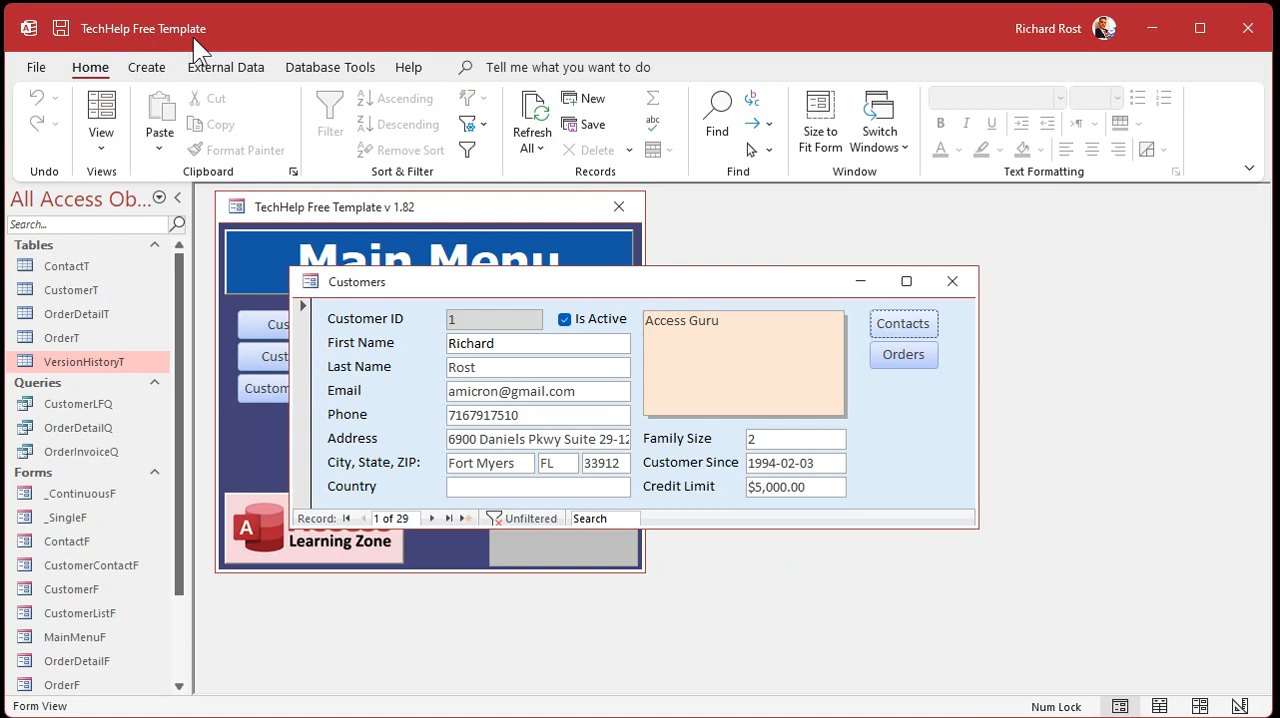 TechHelp Free Template
Richard Rost
File Home Create External Data Database Tools Help Tell me what you want to do
View
Paste
Cut
Copy
Format Painter
Filter
Ascending
Descending
Remove Sort
Refresh All
New
Save
Delete
Find
Size to Fit Form
Switch Windows
Undo Views Clipboard Sort & Filter Records Find Window Text Formatting
All Access Ob...
Search...
Tables
ContactT
CustomerT
OrderDetailT
OrderT
VersionHistoryT
Queries
CustomerLFQ
OrderDetailQ
OrderInvoiceQ
Forms
_ContinuousF
_SingleF
ContactF
CustomerContactF
CustomerF
CustomerListF
MainMenuF
OrderDetailF
OrderF
TechHelp Free Template v 1.82
Main Menu
Cus
Cust
Custom
A
Learning Zone
Customers
Customer ID 1 Is Active
First Name Richard
Last Name Rost
Email amicron@gmail.com
Phone 7167917510
Address 6900 Daniels Pkwy Suite 29-12
City, State, ZIP: Fort Myers FL 33912
Country
Access Guru
Family Size 2
Customer Since 1994-02-03
Credit Limit $5,000.00
Contacts
Orders
Record: 1 of 29 Unfiltered Search
Form View
Num Lock